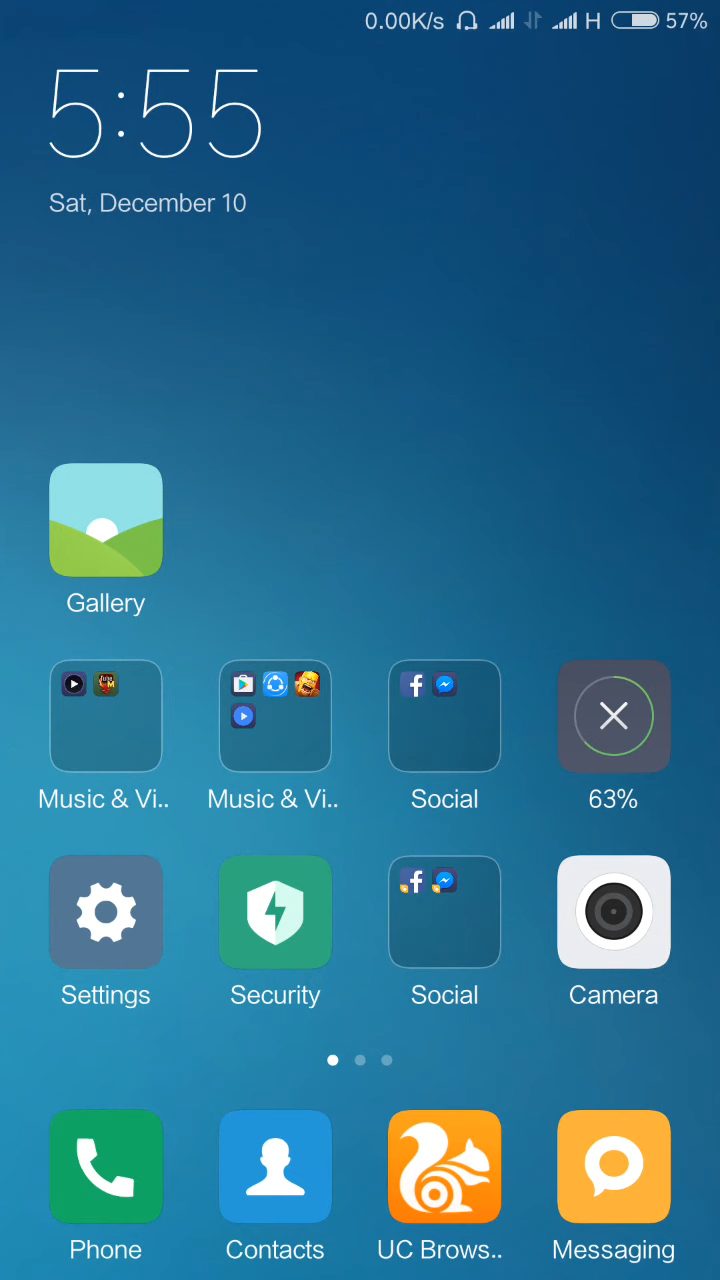 0.00K/s H 57%
5:55
Sat, December 10
Gallery
Music & Vi.. Music & Vi.. Social 63%
Settings Security Social Camera
Phone Contacts UC Brows.. Messaging